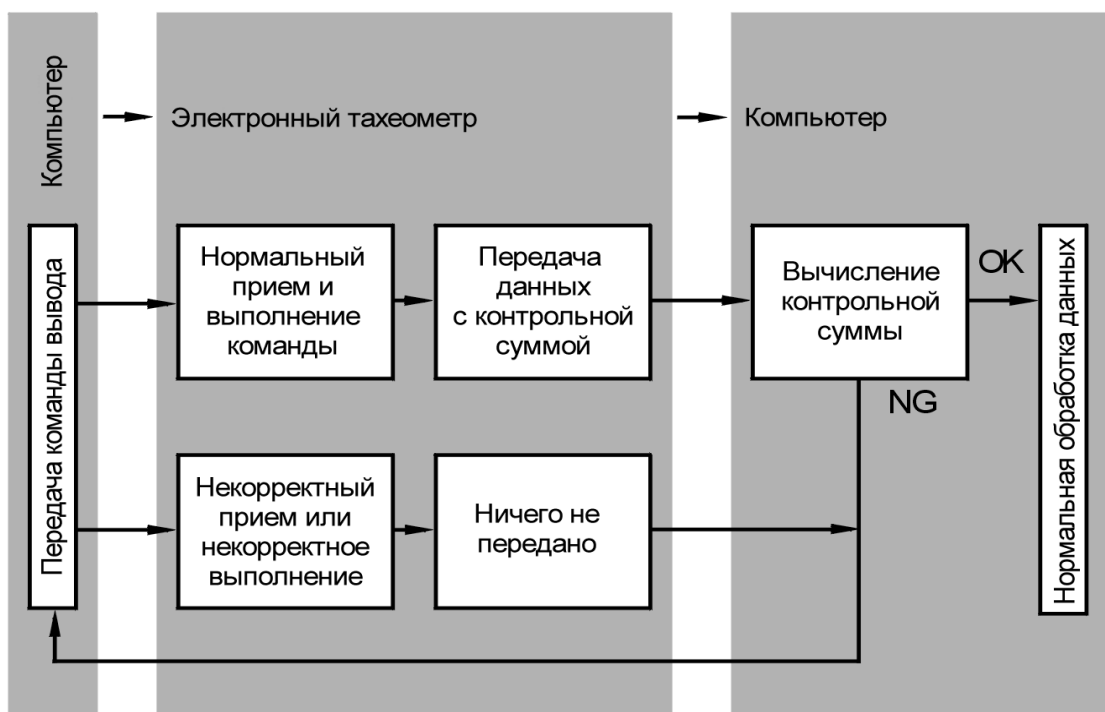 Компьютер
Электронный тахеометр
Компьютер
Передача команды вывода
Нормальный
прием и
выполнение
команды
Передача
данных
с контрольной
суммой
Вычисление
контрольной
суммы
OK
NG
Нормальная обработка данных
Некорректный
прием или
некорректное
выполнение
Ничего не
передано